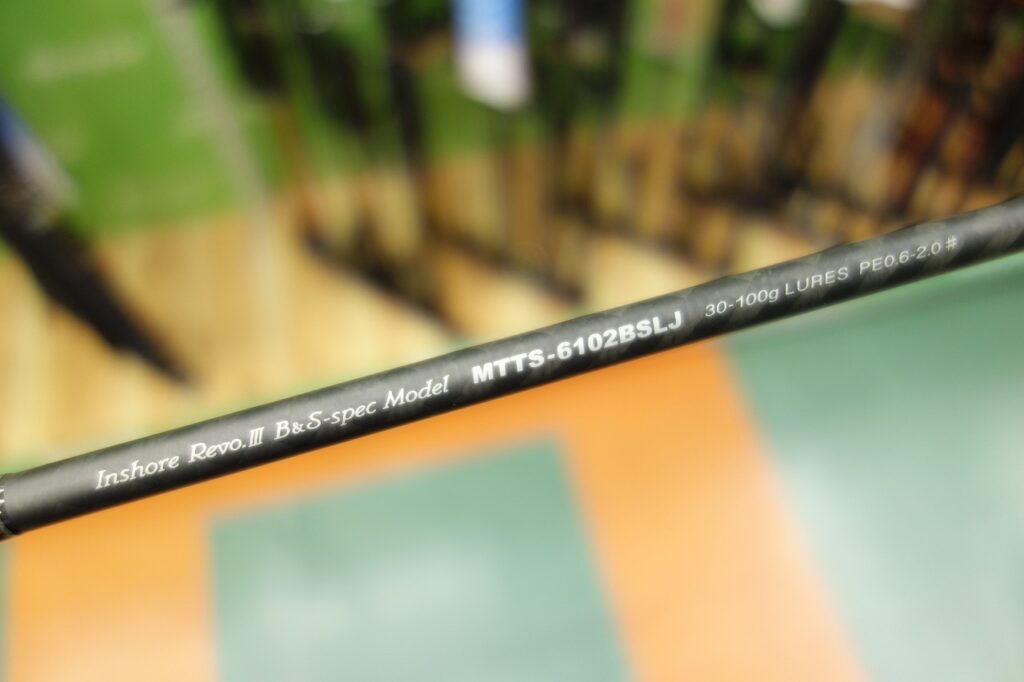 Inshore Revo.Ⅲ B&S-spec Model MTTS-6102BSLJ 30-100g LURES PE0.6-2.0#